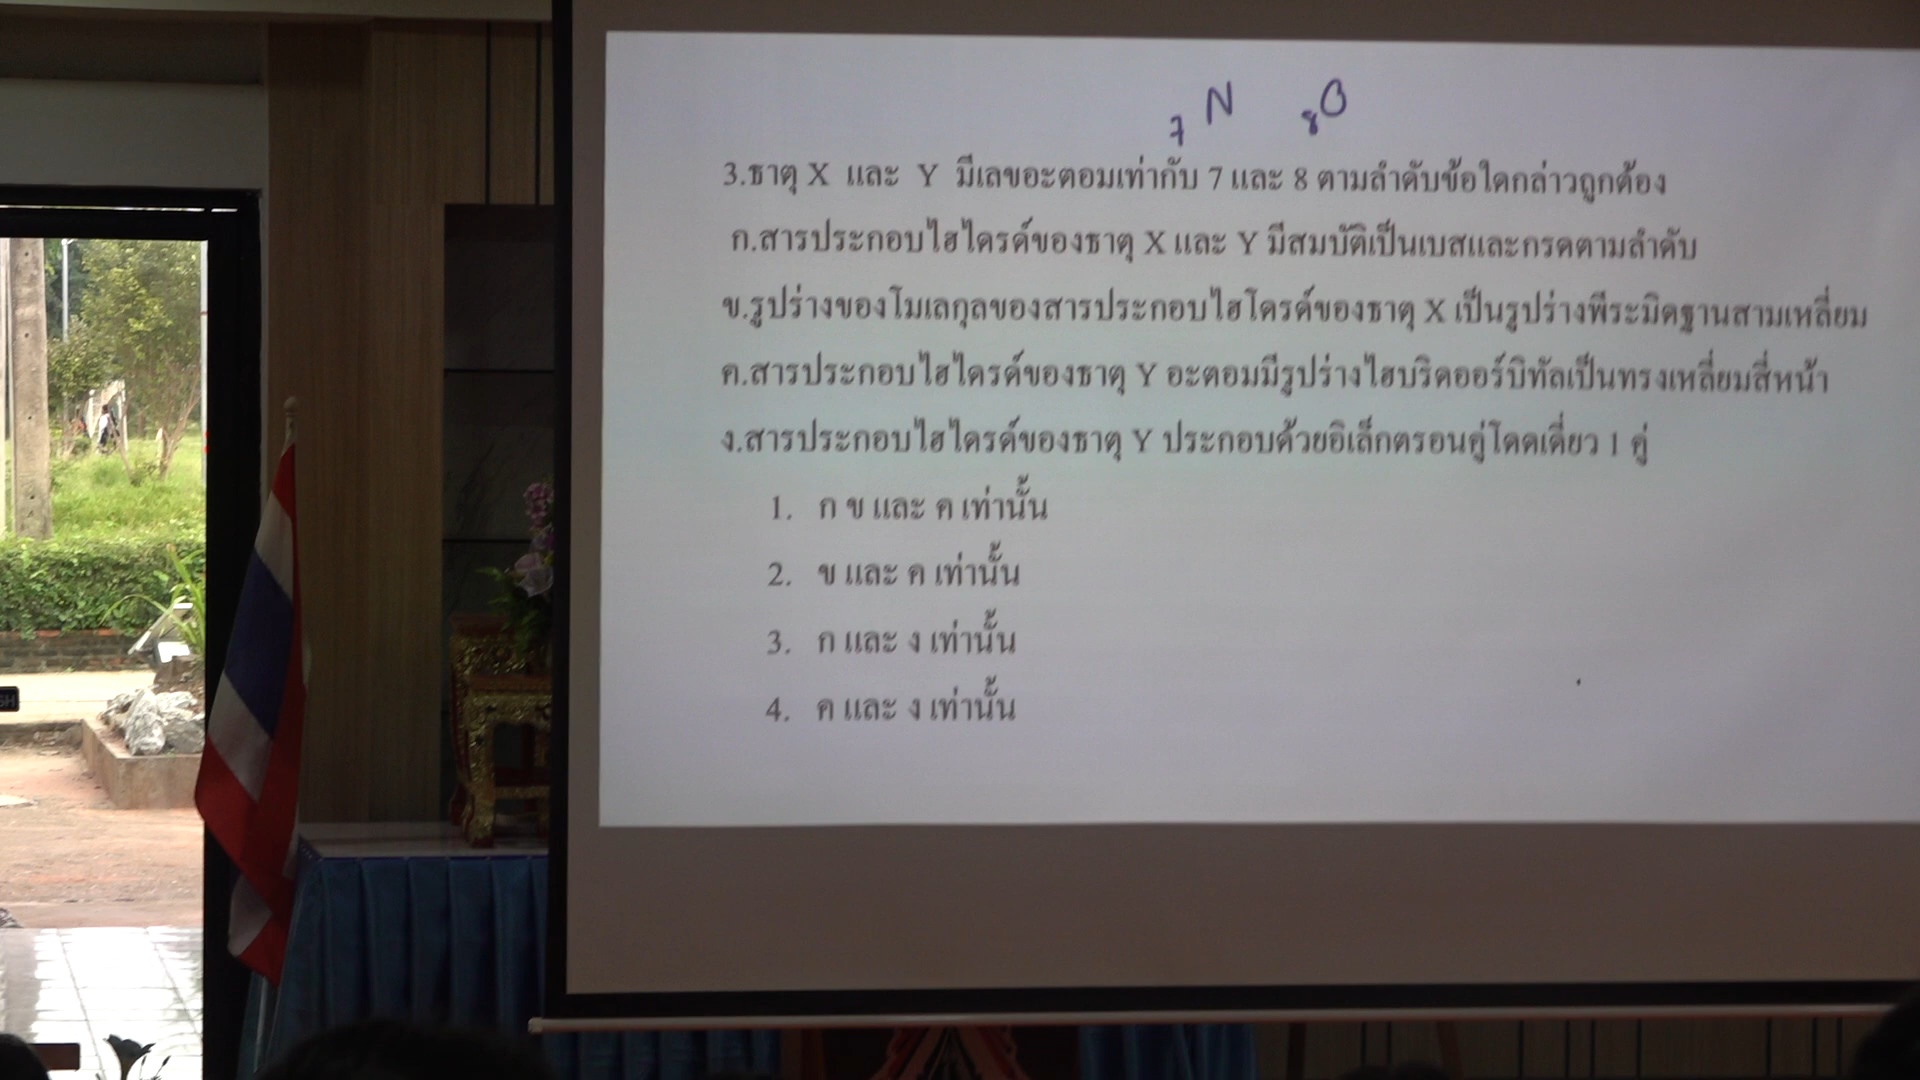 7 N 8 O
3.ธาตุ X และ Y มีเลขอะตอมเท่ากับ 7 และ 8 ตามลำดับข้อใดกล่าวถูกต้อง
ก.สารประกอบไฮไดรด์ของธาตุ X และ Y มีสมบัติเป็นเบสและกรดตามลำดับ
ข.รูปร่างของโมเลกุลของสารประกอบไฮโดรด์ของธาตุ X เป็นรูปร่างพีระมิดฐานสามเหลี่ยม
ค.สารประกอบไฮไดรด์ของธาตุ Y อะตอมมีรูปร่างไฮบริดออร์บิทัลเป็นทรงเหลี่ยมสี่หน้า
ง.สารประกอบไฮไดรด์ของธาตุ Y ประกอบด้วยอิเล็กตรอนคู่โดดเดี่ยว 1 คู่
1. ก ข และ ค เท่านั้น
2. ข และ ค เท่านั้น
3. ก และ ง เท่านั้น
4. ค และ ง เท่านั้น